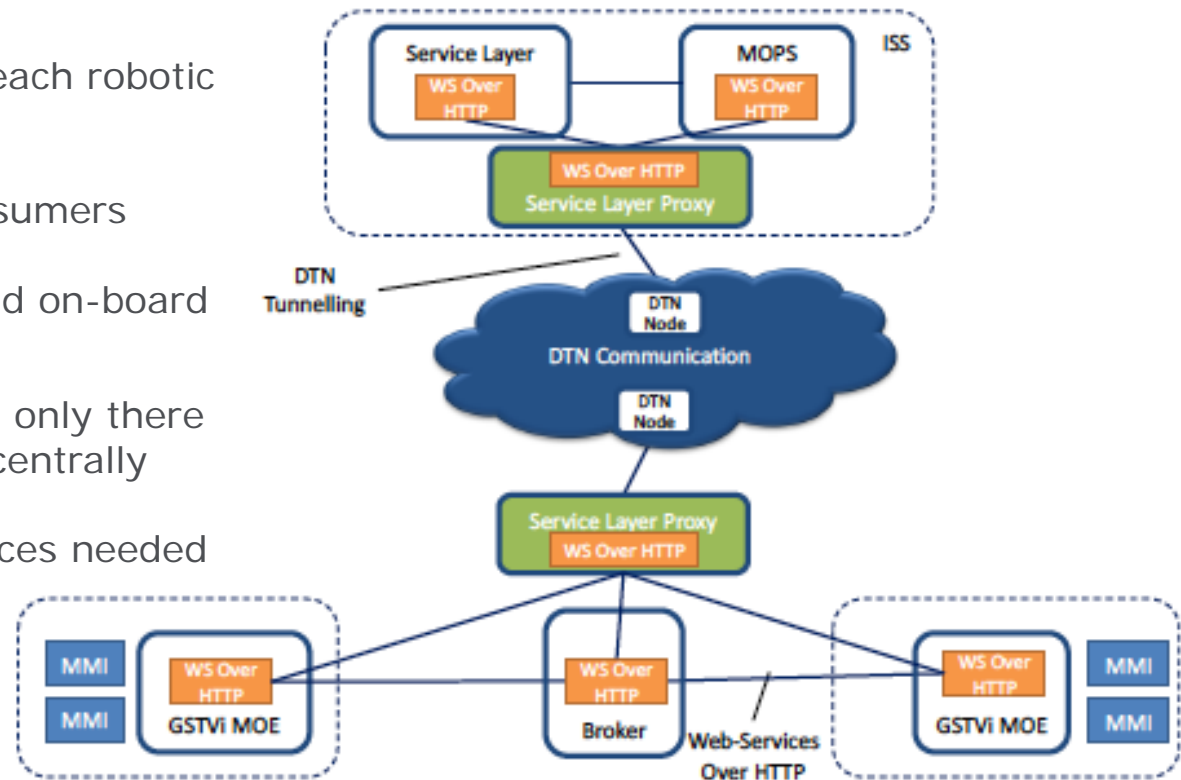 each robotic
sumers
d on-board
only there
centrally
ces needed
ISS
Service Layer
WS Over
HTTP
MOPS
WS Over
HTTP
WS Over HTTP
Service Layer Proxy
DTN
Tunnelling
DTN
Node
DTN Communication
DTN
Node
Service Layer Proxy
WS Over HTTP
MMI
MMI
WS Over
HTTP
GSTVi MOE
WS Over
HTTP
Broker
Web-Services
Over HTTP
WS Over
HTTP
GSTVi MOE
MMI
MMI